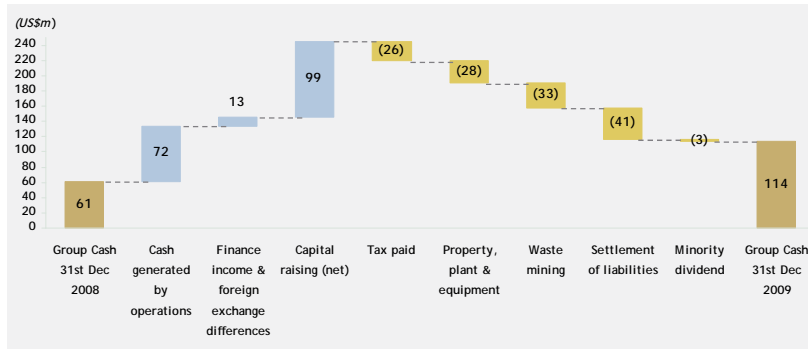 (US$m)
240
220
200
180
160
140
120
100
80
60
40
20
0
61
72
13
99
(26)
(28)
(33)
(41)
(3)
114
Group Cash
31st Dec
2008
Cash
generated
by
operations
Finance
income &
foreign
exchange
differences
Capital
raising (net)
Tax paid
Property,
plant &
equipment
Waste
mining
Settlement
of liabilities
Minority
dividend
Group Cash
31st Dec
2009